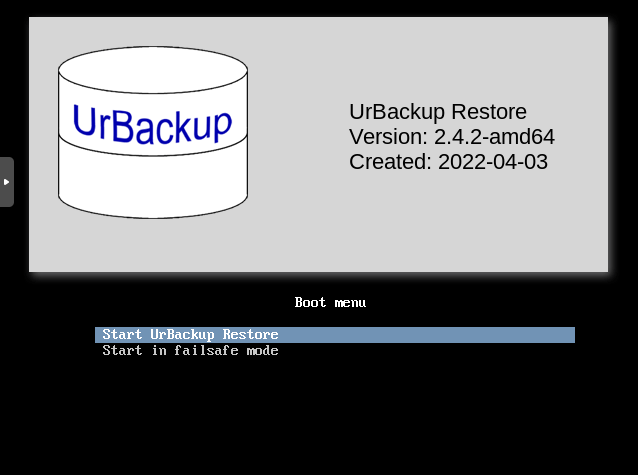 UrBackup
UrBackup Restore
Version: 2.4.2-amd64
Created: 2022-04-03
Boot menu
Start UrBackup Restore
Start in failsafe mode